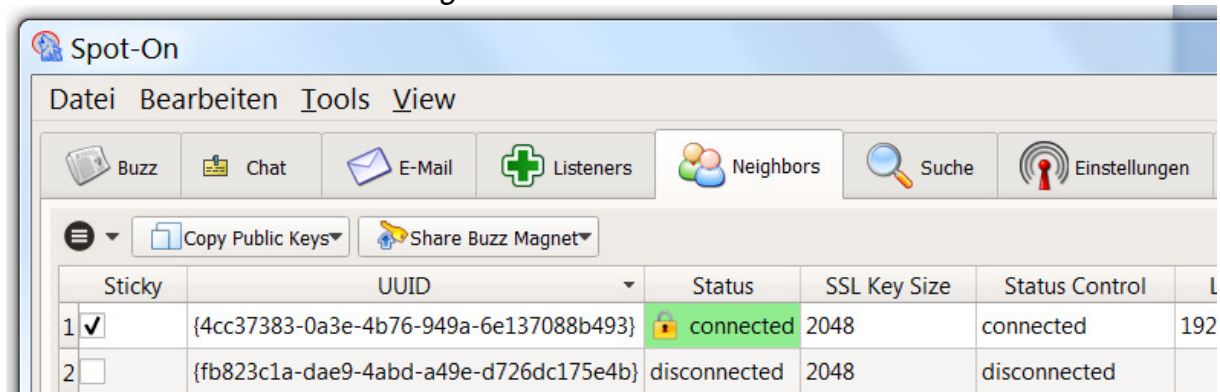 Spot-On
Datei Bearbeiten Tools View
Buzz Chat E-Mail Listeners Neighbors Suche Einstellungen
Copy Public Keys Share Buzz Magnet
Sticky UUID Status SSL Key Size Status Control L
1 {4cc37383-0a3e-4b76-949a-6e137088b493} connected 2048 connected 192
2 {fb823c1a-dae9-4abd-a49e-d726dc175e4b} disconnected 2048 disconnected